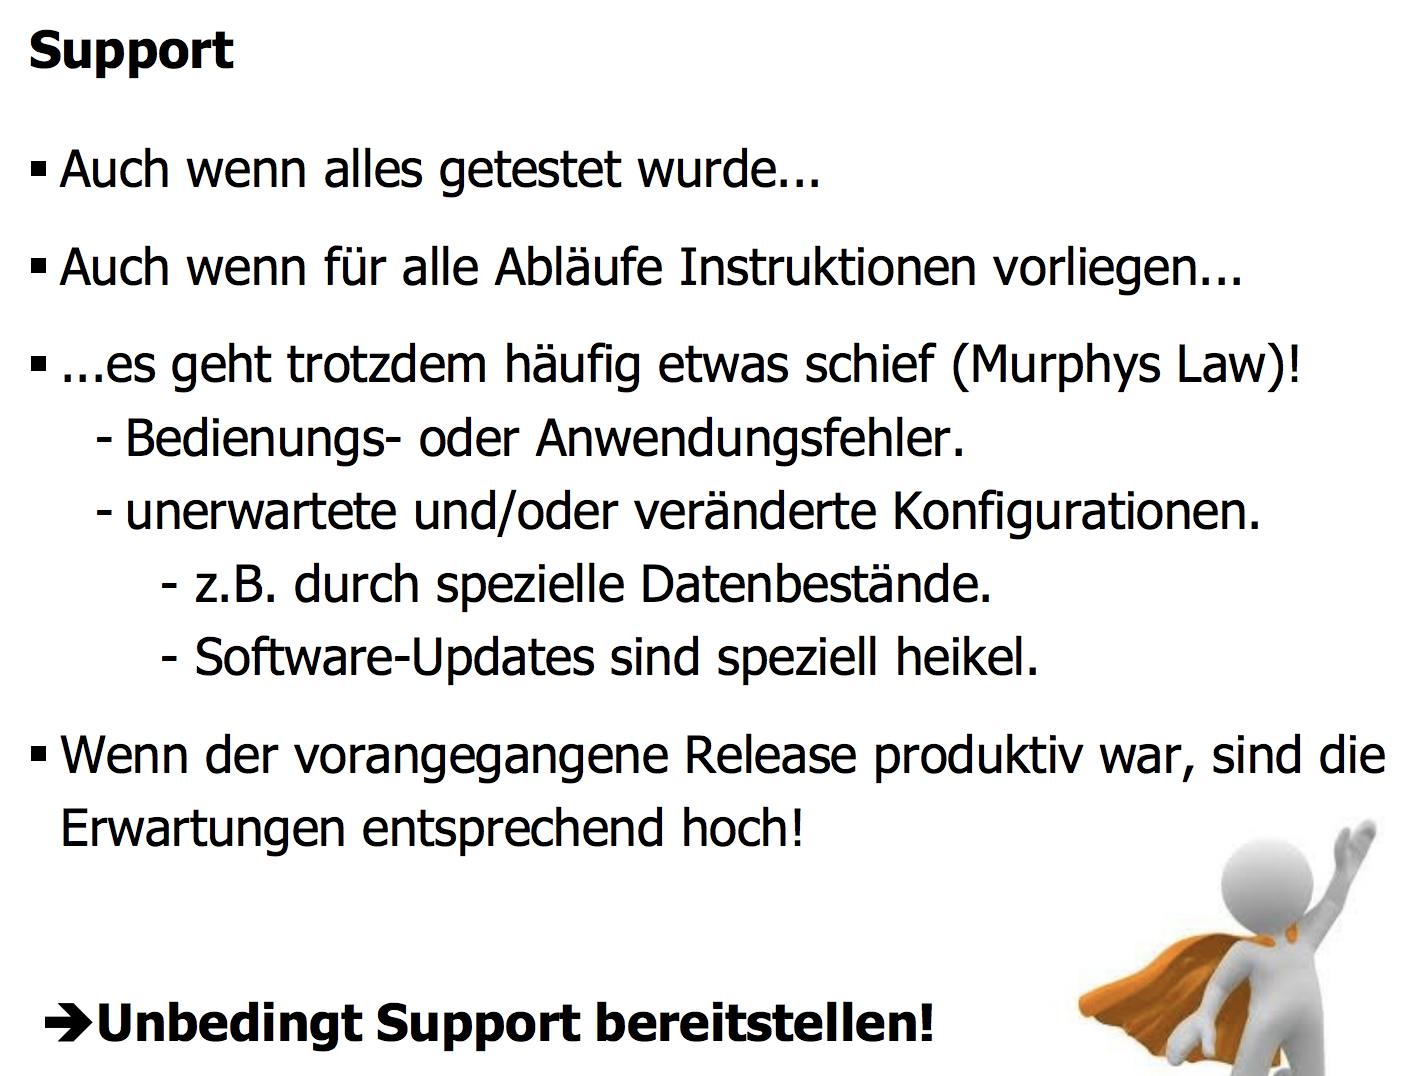 Support
▪ Auch wenn alles getestet wurde...
▪ Auch wenn für alle Abläufe Instruktionen vorliegen...
▪ ...es geht trotzdem häufig etwas schief (Murphys Law)!
- Bedienungs- oder Anwendungsfehler.
- unerwartete und/oder veränderte Konfigurationen.
- z.B. durch spezielle Datenbestände.
- Software-Updates sind speziell heikel.
▪ Wenn der vorangegangene Release produktiv war, sind die
Erwartungen entsprechend hoch!
➔Unbedingt Support bereitstellen!